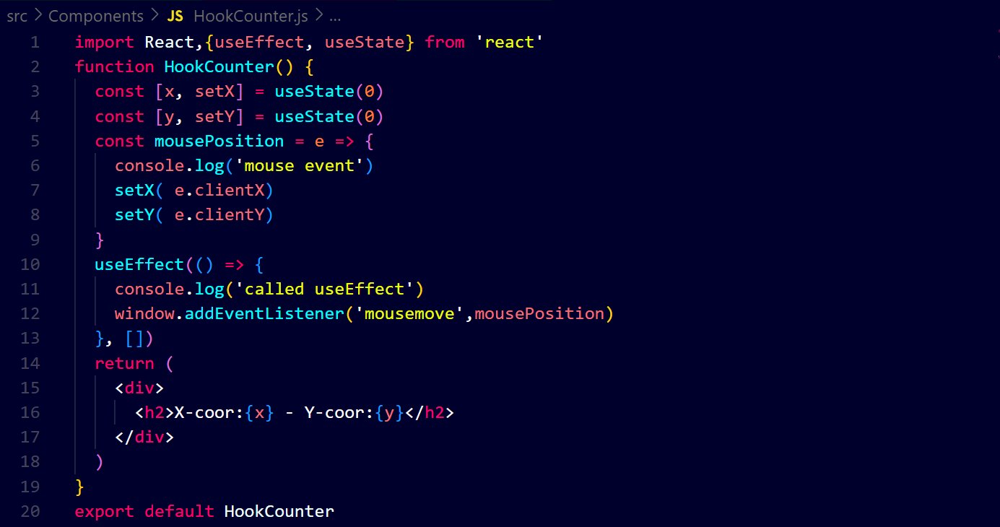 src > Components > JS HookCounter.js > ...
1 import React,{useEffect, useState} from 'react'
2 function HookCounter() {
3   const [x, setX] = useState(0)
4   const [y, setY] = useState(0)
5   const mousePosition = e => {
6     console.log('mouse event')
7     setX( e.clientX)
8     setY( e.clientY)
9   }
10   useEffect(() => {
11     console.log('called useEffect')
12     window.addEventListener('mousemove',mousePosition)
13   }, [])
14   return (
15     <div>
16       <h2>X-coor:{x} - Y-coor:{y}</h2>
17     </div>
18   )
19 }
20 export default HookCounter